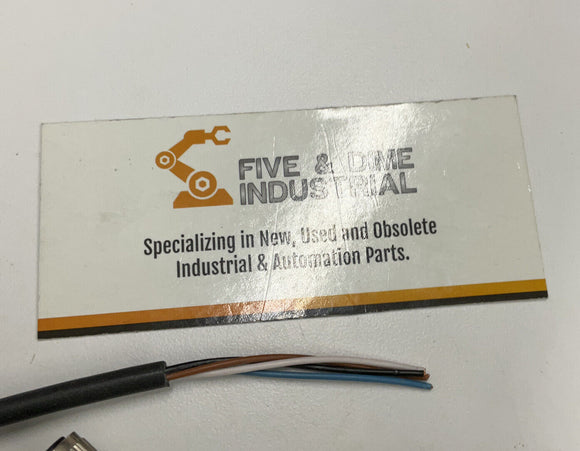 FIVE & DIME
INDUSTRIAL
Specializing in New, Used and Obsolete
Industrial & Automation Parts.